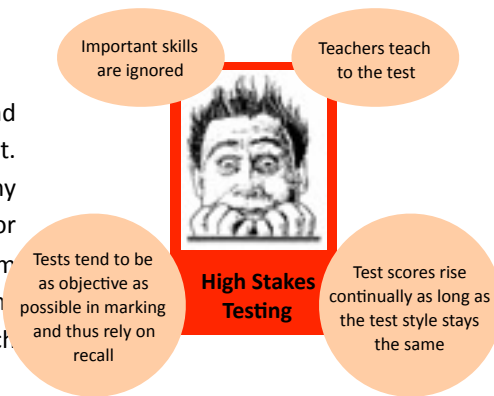 Important skills
are ignored
Teachers teach
to the test
Tests tend to be
as objective as
possible in marking
and thus rely on
recall
High Stakes
Testing
Test scores rise
continually as long as
the test style stays
the same